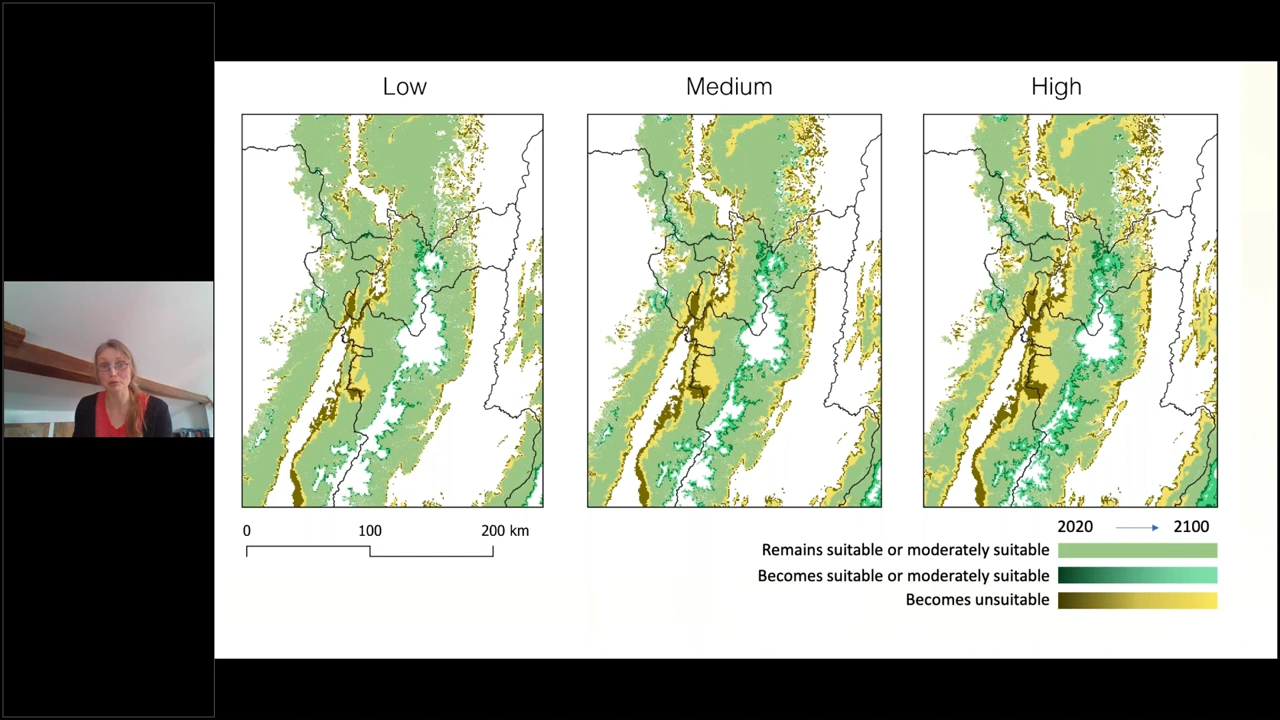 Low
Medium
High
0 100 200 km
2020 2100
Remains suitable or moderately suitable
Becomes suitable or moderately suitable
Becomes unsuitable